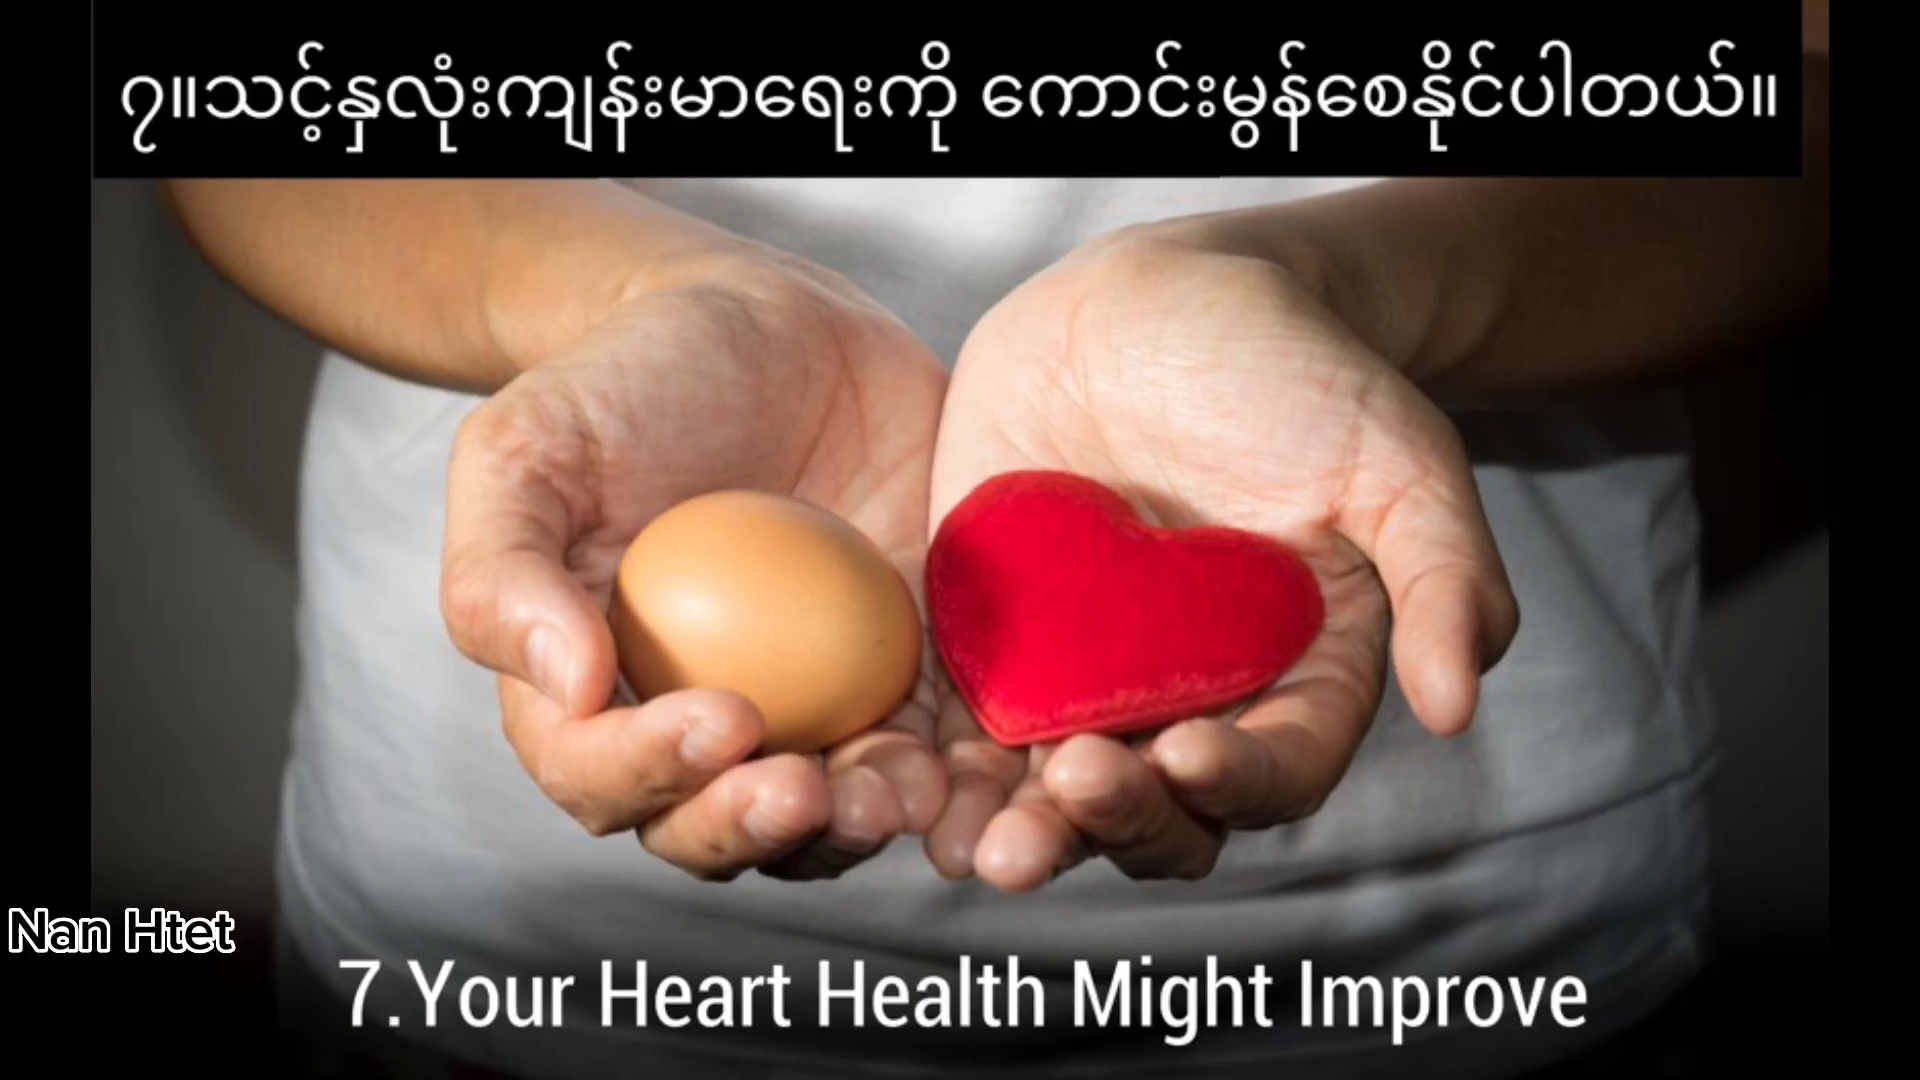 ၇။သင့်နှလုံးကျန်းမာရေးကို ကောင်းမွန်စေနိုင်ပါတယ်။
Nan Htet
7.Your Heart Health Might Improve